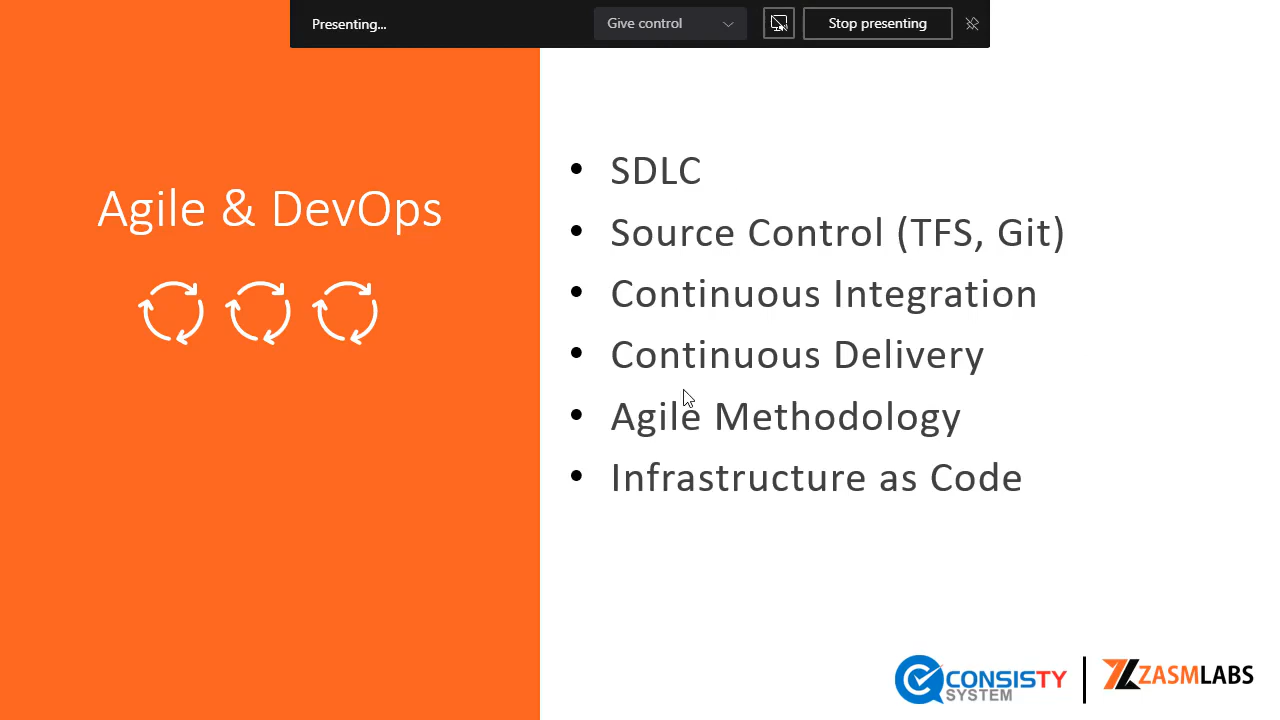 Presenting...
Give control
Stop presenting
Agile & DevOps
• SDLC
• Source Control (TFS, Git)
• Continuous Integration
• Continuous Delivery
• Agile Methodology
• Infrastructure as Code
CONSISTY
SYSTEM
ZASMLABS